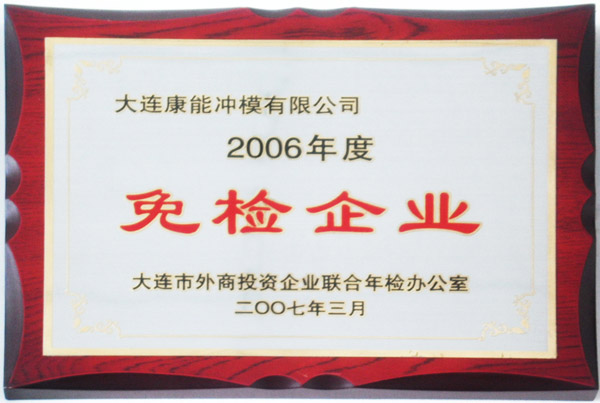 大连康能冲模有限公司
2006年度
免检企业
大连市外商投资企业联合年检办公室
二〇〇七年三月